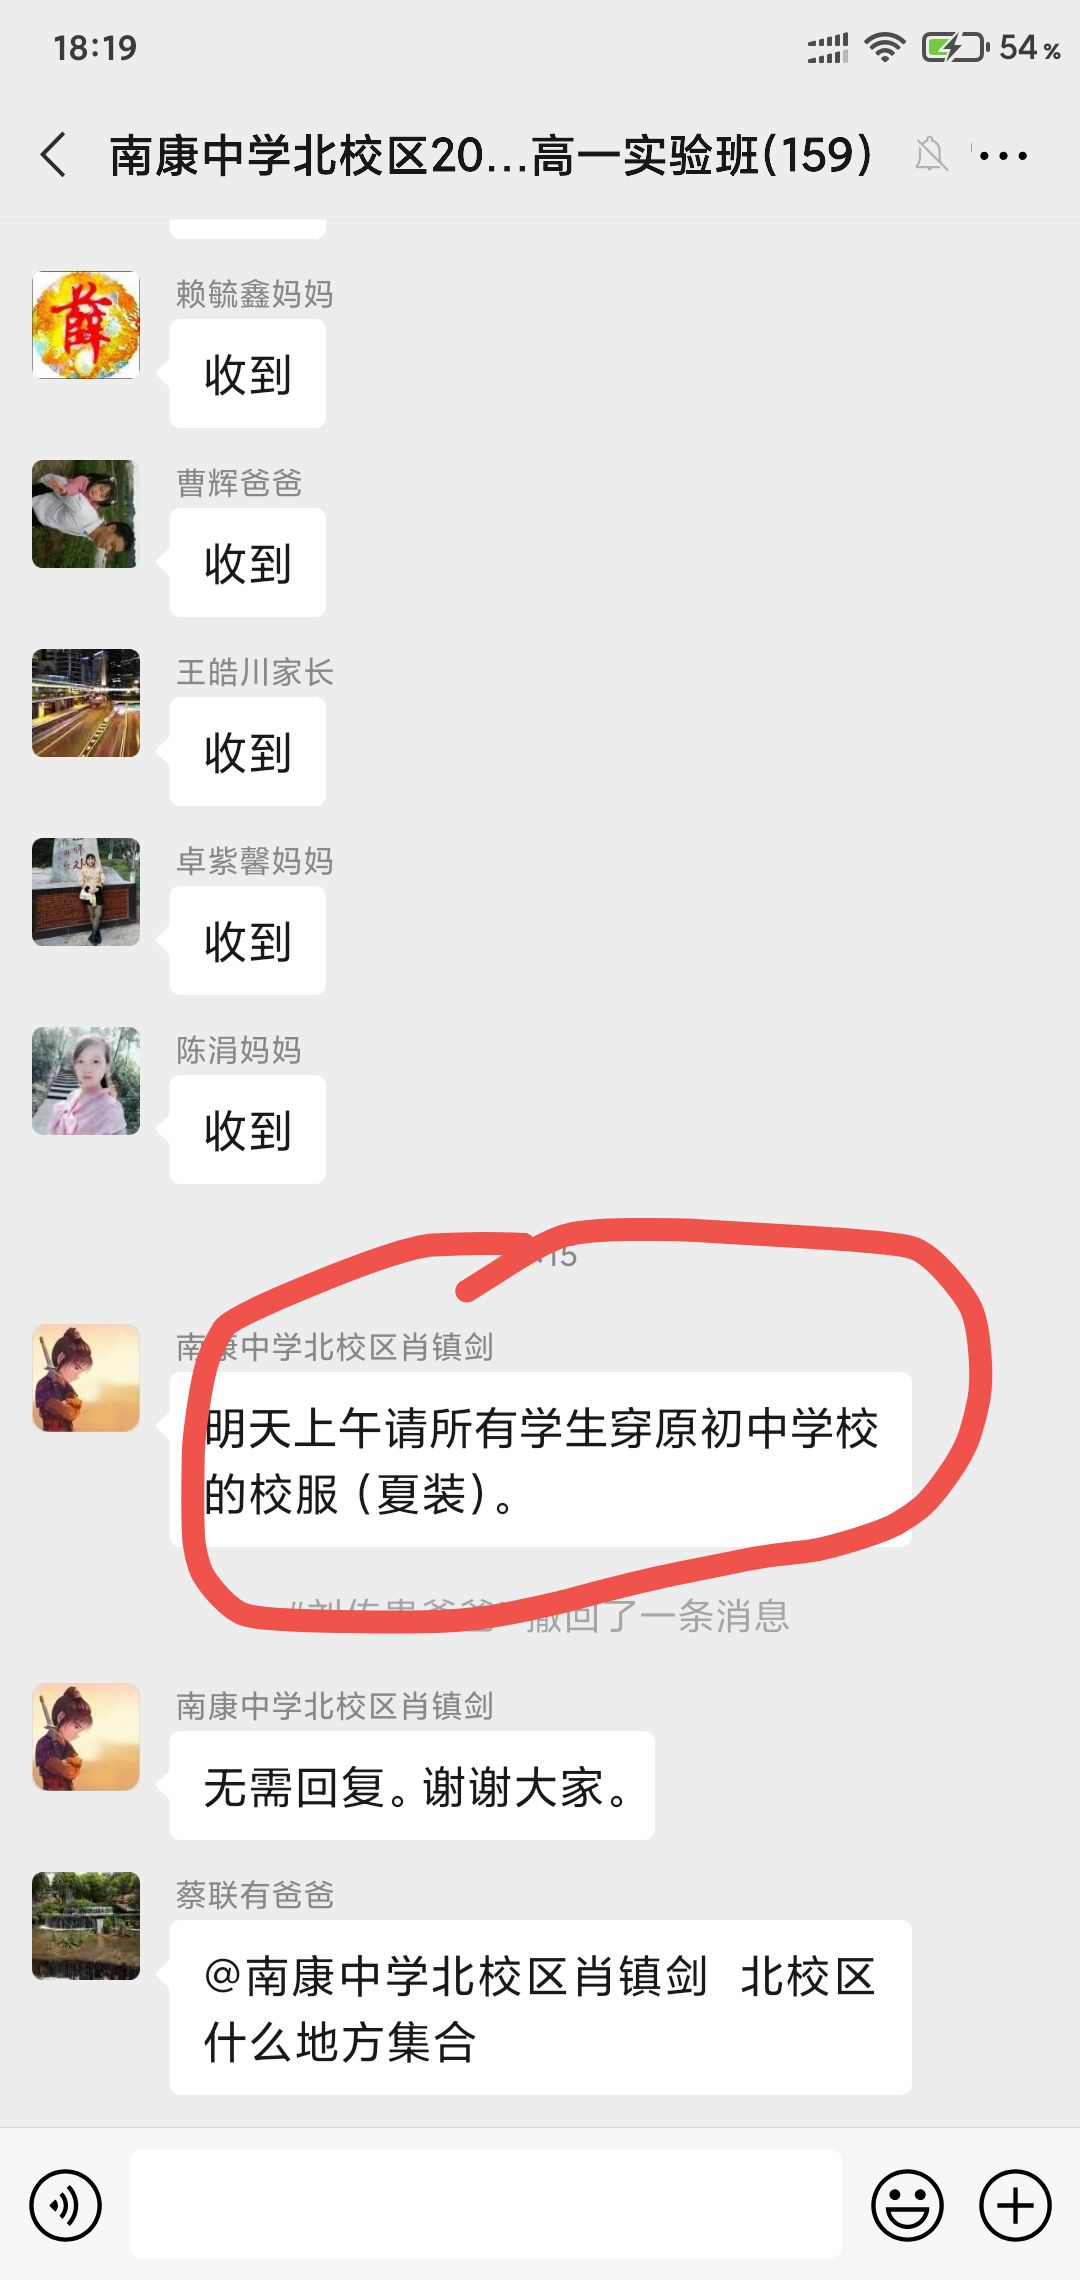 18:19
54%
南康中学北校区20...高一实验班(159)
薛
赖毓鑫妈妈
收到
曹辉爸爸
收到
王皓川家长
收到
卓紫馨妈妈
收到
陈涓妈妈
收到
:15
南康中学北校区肖镇剑
明天上午请所有学生穿原初中学校
的校服（夏装）。
撤回了一条消息
南康中学北校区肖镇剑
无需回复。谢谢大家。
蔡联有爸爸
@南康中学北校区肖镇剑 北校区
什么地方集合